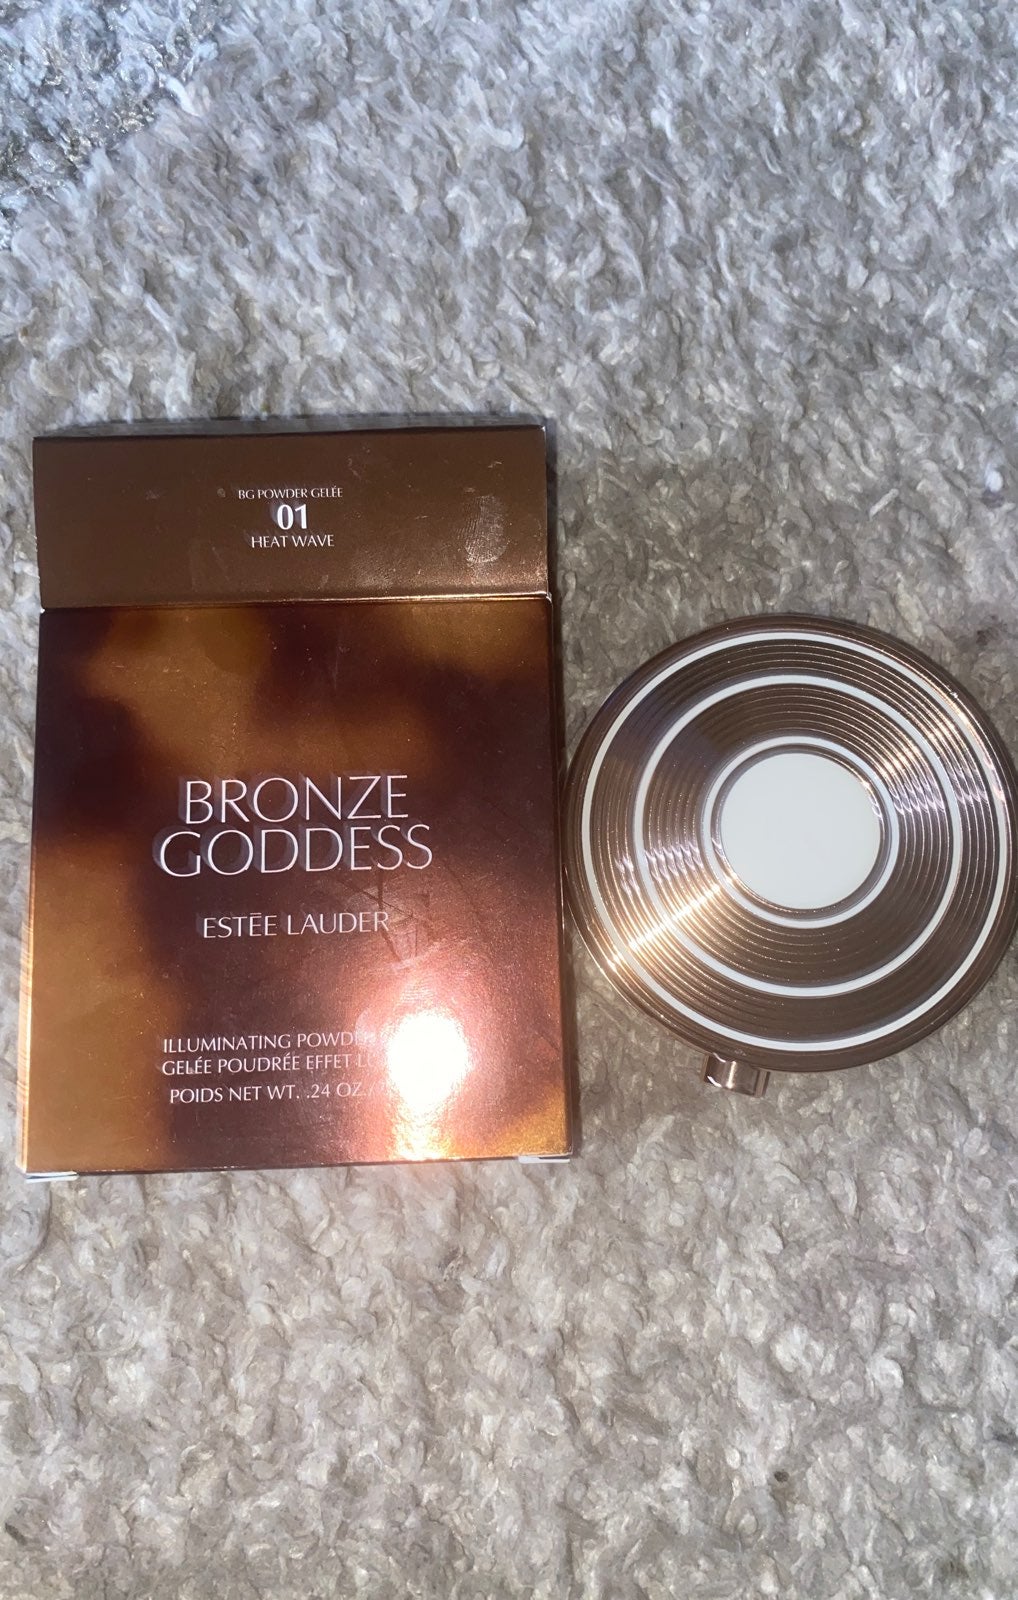 BG POWDER GELÉE
01
HEAT WAVE
BRONZE
GODDESS
ESTĒE LAUDER
ILLUMINATING
GELÉE POUDRÉE EFFET
POIDS NET WT. .24 OZ.